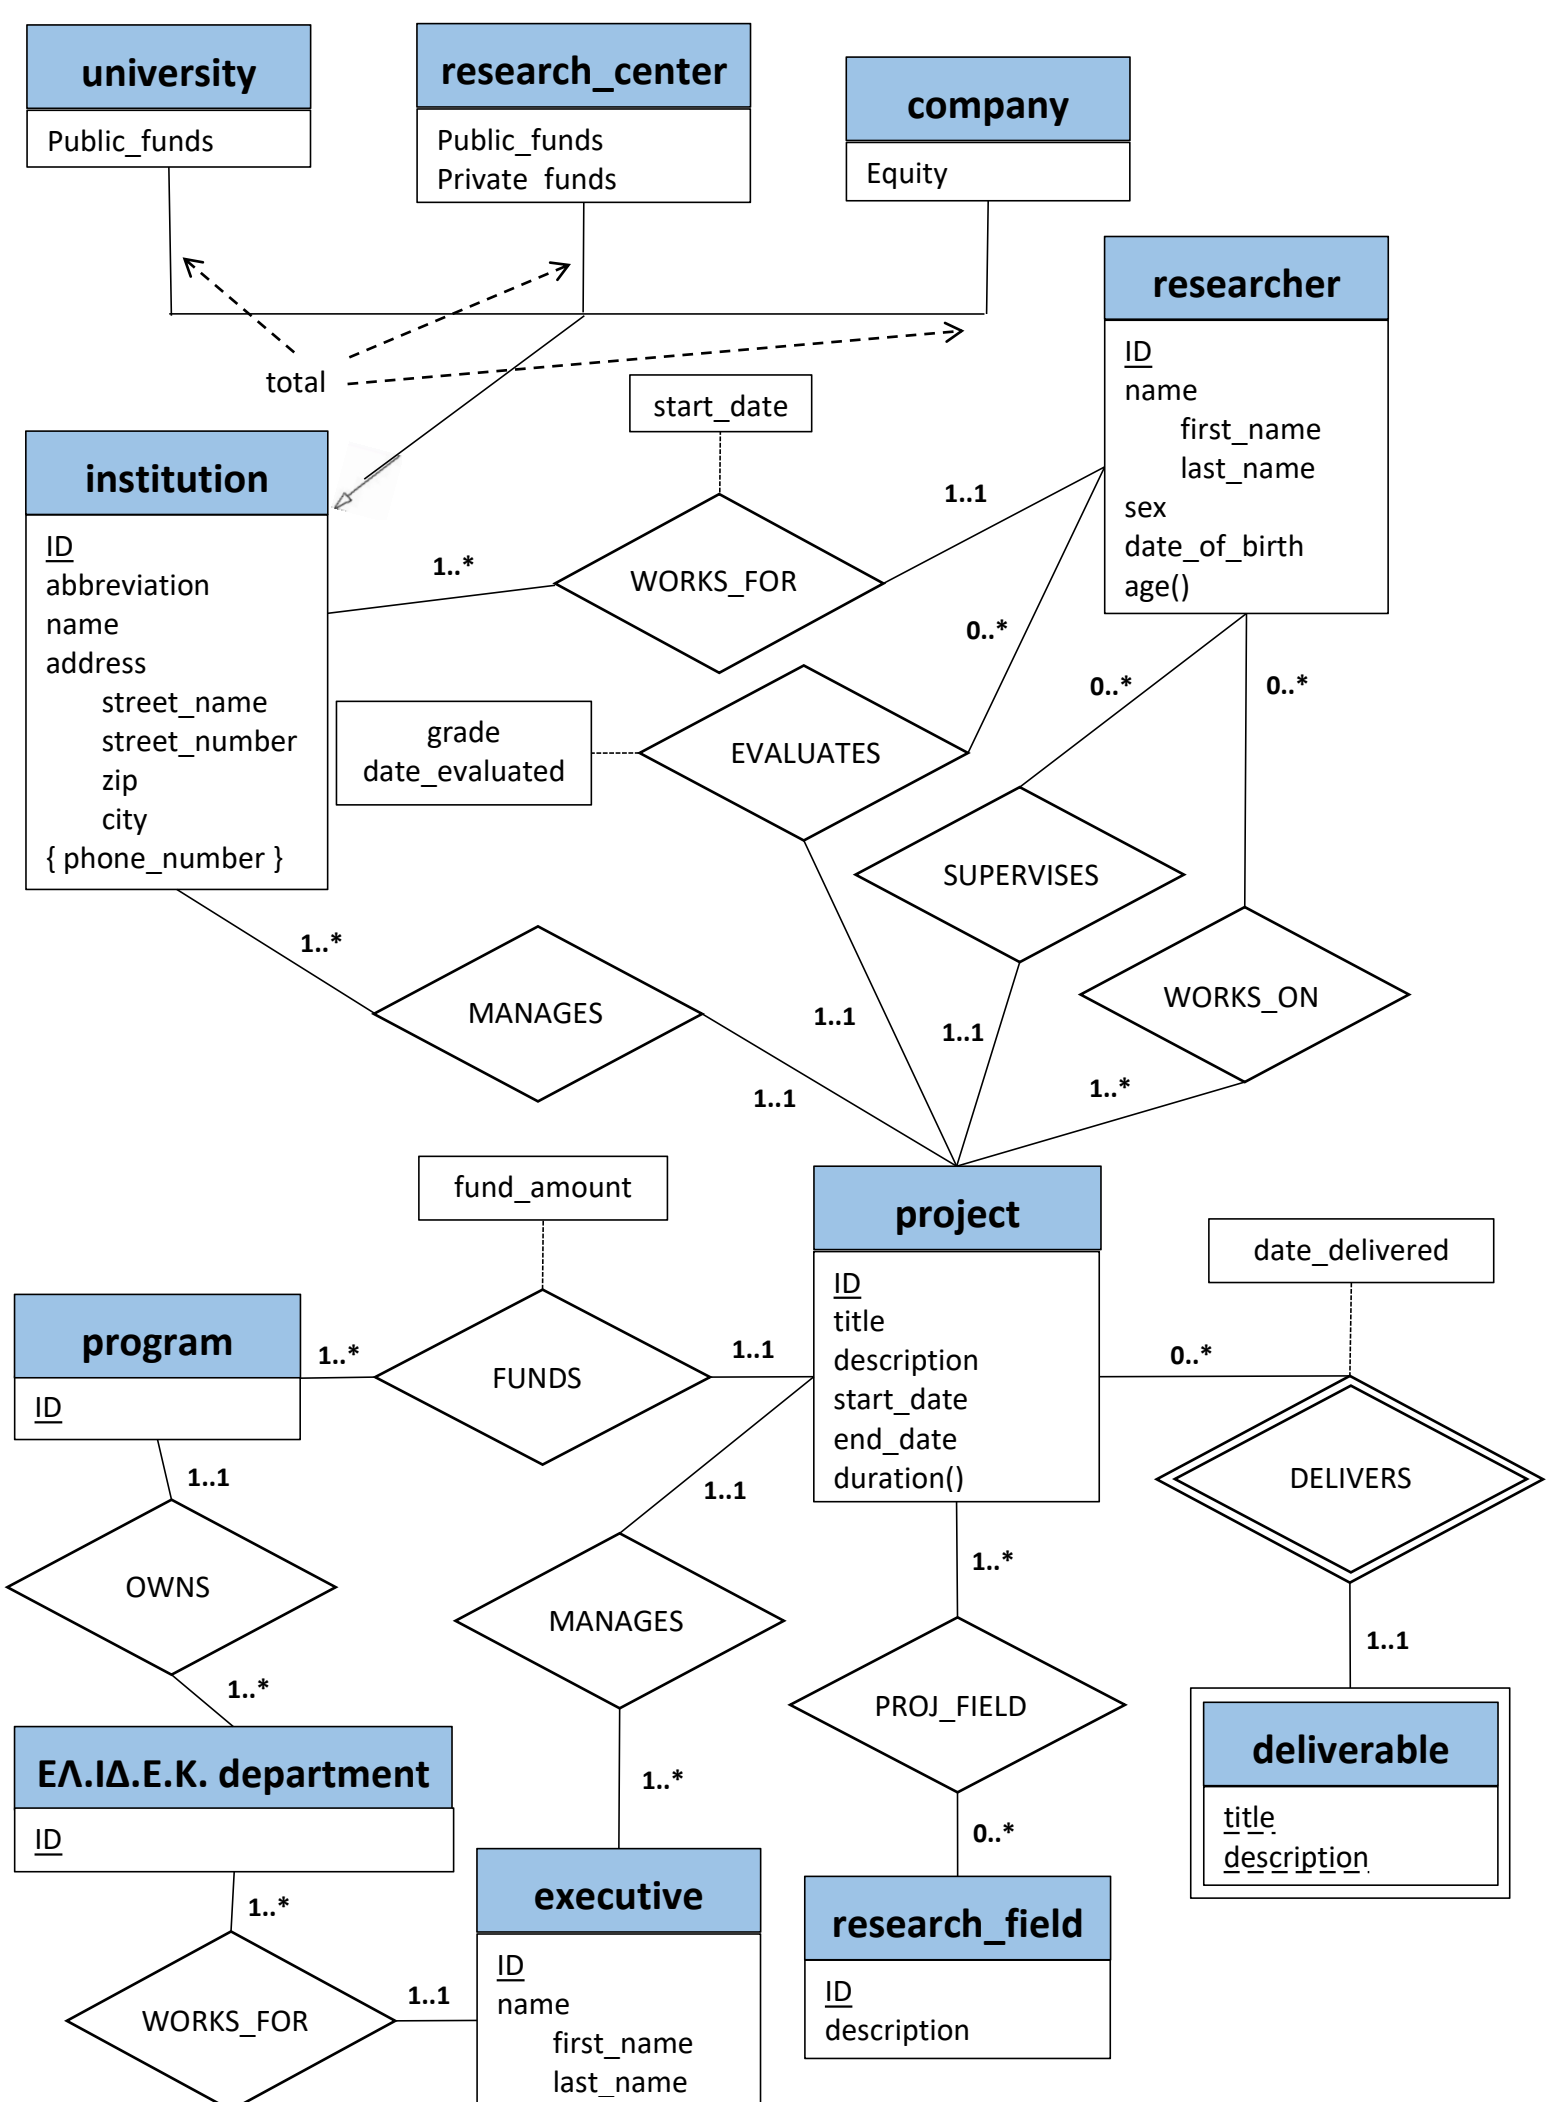 university
Public_funds
research_center
Public_funds
Private_funds
company
Equity
researcher
ID
name
first_name
last_name
sex
date_of_birth
age()
total
start_date
institution
ID
abbreviation
name
address
street_name
street_number
zip
city
{ phone_number }
1..*
WORKS_FOR
1..1
0..*
grade
date_evaluated
EVALUATES
0..*
0..*
SUPERVISES
1..*
MANAGES
1..1
1..1
1..1
WORKS_ON
1..*
fund_amount
project
ID
title
description
start_date
end_date
duration()
date_delivered
program
ID
1..*
FUNDS
1..1
0..*
DELIVERS
1..1
OWNS
1..*
1..1
MANAGES
1..*
1..*
PROJ_FIELD
0..*
1..1
deliverable
title
description
ΕΛ.ΙΔ.Ε.Κ. department
ID
1..*
WORKS_FOR
1..1
executive
ID
name
first_name
last_name
research_field
ID
description